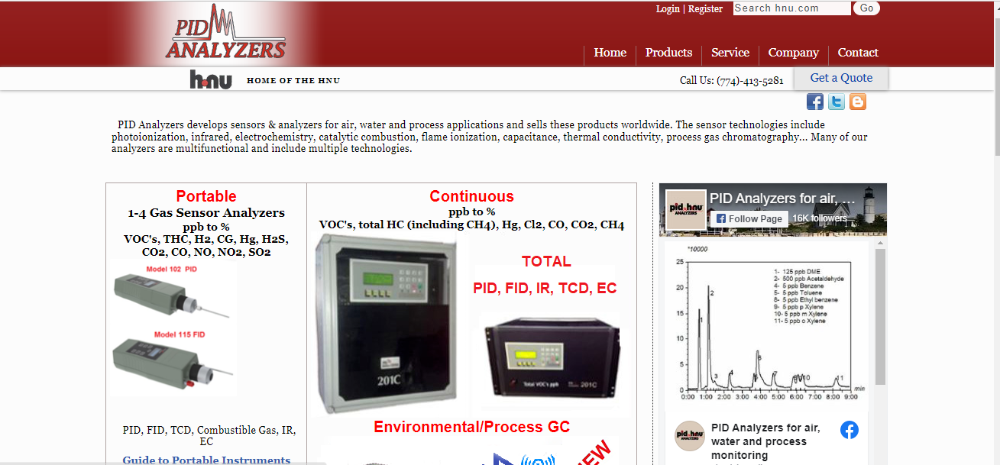 Login | Register
Search hnu.com
Go
PID
ANALYZERS
Home
Products
Service
Company
Contact
h.nu
HOME OF THE HNU
Call Us: (774)-413-5281
Get a Quote
PID Analyzers develops sensors & analyzers for air, water and process applications and sells these products worldwide. The sensor technologies include
photoionization, infrared, electrochemistry, catalytic combustion, flame ionization, capacitance, thermal conductivity, process gas chromatography... Many of our
analyzers are multifunctional and include multiple technologies.
Portable
1-4 Gas Sensor Analyzers
ppb to %
VOC's, THC, H2, CG, Hg, H2S,
CO2, CO, NO, NO2, SO2
Model 102 PID
Model 115 FID
PID, FID, TCD, Combustible Gas, IR,
EC
Guide to Portable Instruments
Continuous
ppb to %
VOC's, total HC (including CH4), Hg, Cl2, CO, CO2, CH4
TOTAL
PID, FID, IR, TCD, EC
201C
Total VOC's ppb
201C
Environmental/Process GC
NEW
pid.hnu
ANALYZERS
PID Analyzers for air, ...
Follow Page
16K followers
*10000
1- 125 ppb DME
2- 500 ppb Acetaldehyde
4- 5 ppb Benzene
5- 5 ppb Toluene
8- 5 ppb Ethyl benzene
9- 5 ppb p Xylene
10- 5 ppb m Xylene
11- 5 ppb o Xylene
25
20
15
10
5
0
1
2
3
4
7
10
11
0:00 1:00 2:00 3:00 4:00 5:00 6:00 7:00 8:00 9:00
min
pid.hnu
ANALYZERS
PID Analyzers for air,
water and process
monitoring